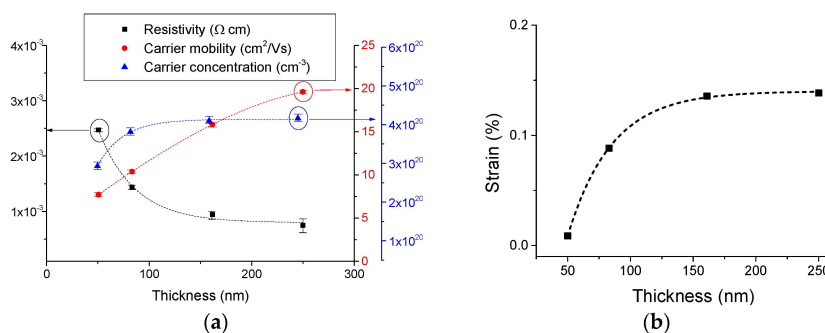 (a)
Resistivity (Ω cm)
Carrier mobility (cm²/Vs)
Carrier concentration (cm⁻³)
4x10⁻³
3x10⁻³
2x10⁻³
1x10⁻³
0 100 200 300
Thickness (nm)
25
20
15
10
5
0
6x10²⁰
5x10²⁰
4x10²⁰
3x10²⁰
2x10²⁰
1x10²⁰
(a)
(b)
0.2
0.1
0.0
Strain (%)
50 100 150 200 250
Thickness (nm)
(b)